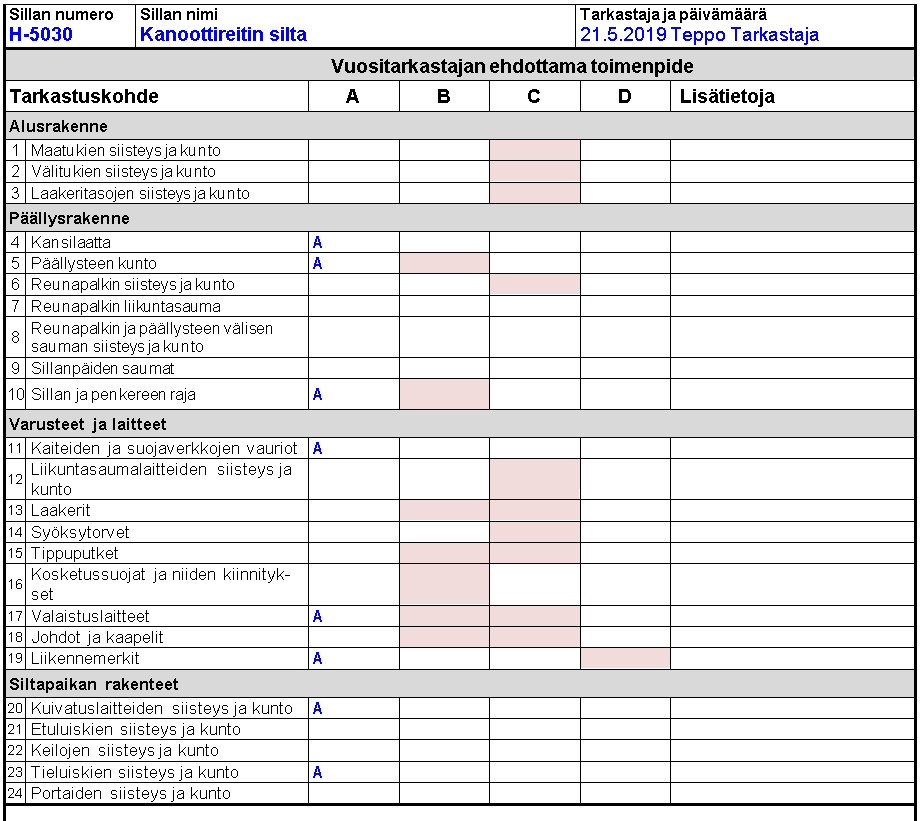 Sillan numero Sillan nimi Tarkastaja ja päivämäärä
H-5030 Kanoottireitin silta 21.5.2019 Teppo Tarkastaja
Vuositarkastajan ehdottama toimenpide
Tarkastuskohde A B C D Lisätietoja
Alusrakenne
1 Maatukien siisteys ja kunto
2 Välitukien siisteys ja kunto
3 Laakeritasojen siisteys ja kunto
Päällysrakenne
4 Kansilaatta A
5 Päällysteen kunto A
6 Reunapalkin siisteys ja kunto
7 Reunapalkin liikuntasauma
8 Reunapalkin ja päällysteen välisen
sauman siisteys ja kunto
9 Sillanpäiden saumat
10 Sillan ja penkereen raja A
Varusteet ja laitteet
11 Kaiteiden ja suojaverkkojen vauriot A
12 Liikuntasaumalaitteiden siisteys ja
kunto
13 Laakerit
14 Syöksytorvet
15 Tippuputket
16 Kosketussuojat ja niiden kiinnityk-
set
17 Valaistuslaitteet A
18 Johdot ja kaapelit
19 Liikennemerkit A
Siltapaikan rakenteet
20 Kuivatuslaitteiden siisteys ja kunto A
21 Etuluiskien siisteys ja kunto
22 Keilojen siisteys ja kunto
23 Tieluiskien siisteys ja kunto A
24 Portaiden siisteys ja kunto